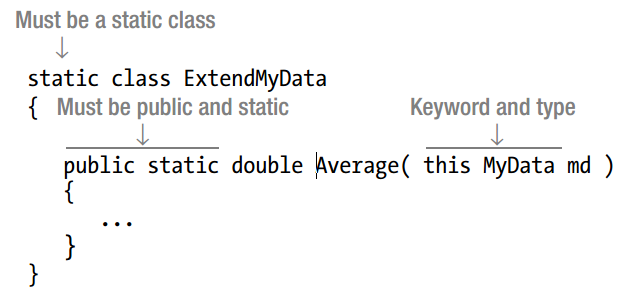 Must be a static class
static class ExtendMyData
{ Must be public and static Keyword and type
public static double Average( this MyData md )
{
...
}
}